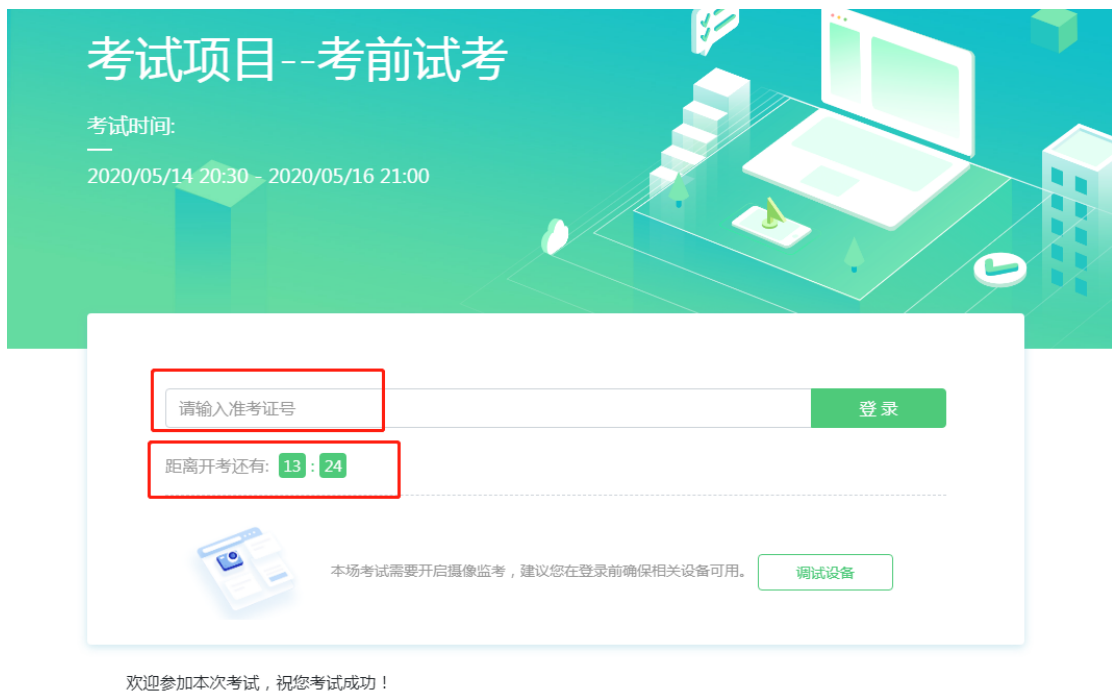 考试项目--考前试考
考试时间:
2020/05/14 20:30 - 2020/05/16 21:00
请输入准考证号
登 录
距离开考还有: 13 : 24
本场考试需要开启摄像监考，建议您在登录前确保相关设备可用。
调试设备
欢迎参加本次考试，祝您考试成功！